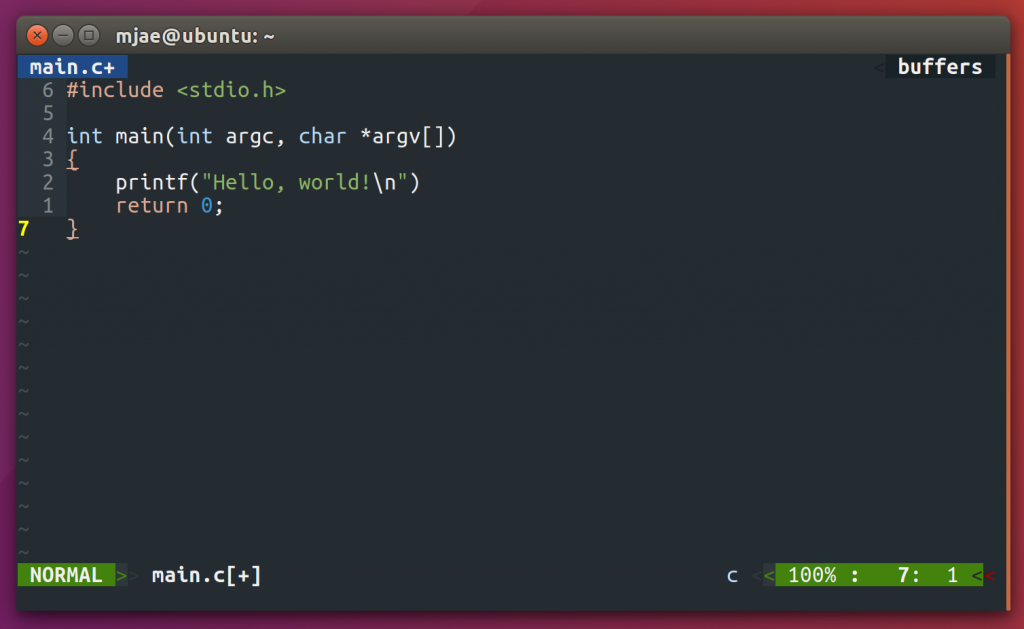 mjae@ubuntu: ~
main.c+ < buffers
6 #include <stdio.h>
5
4 int main(int argc, char *argv[])
3 {
2     printf("Hello, world!\n")
1     return 0;
7 }
~
~
~
~
~
~
~
~
~
~
~
~
~
~
NORMAL >> main.c[+] c << 100% : 7: 1 <<